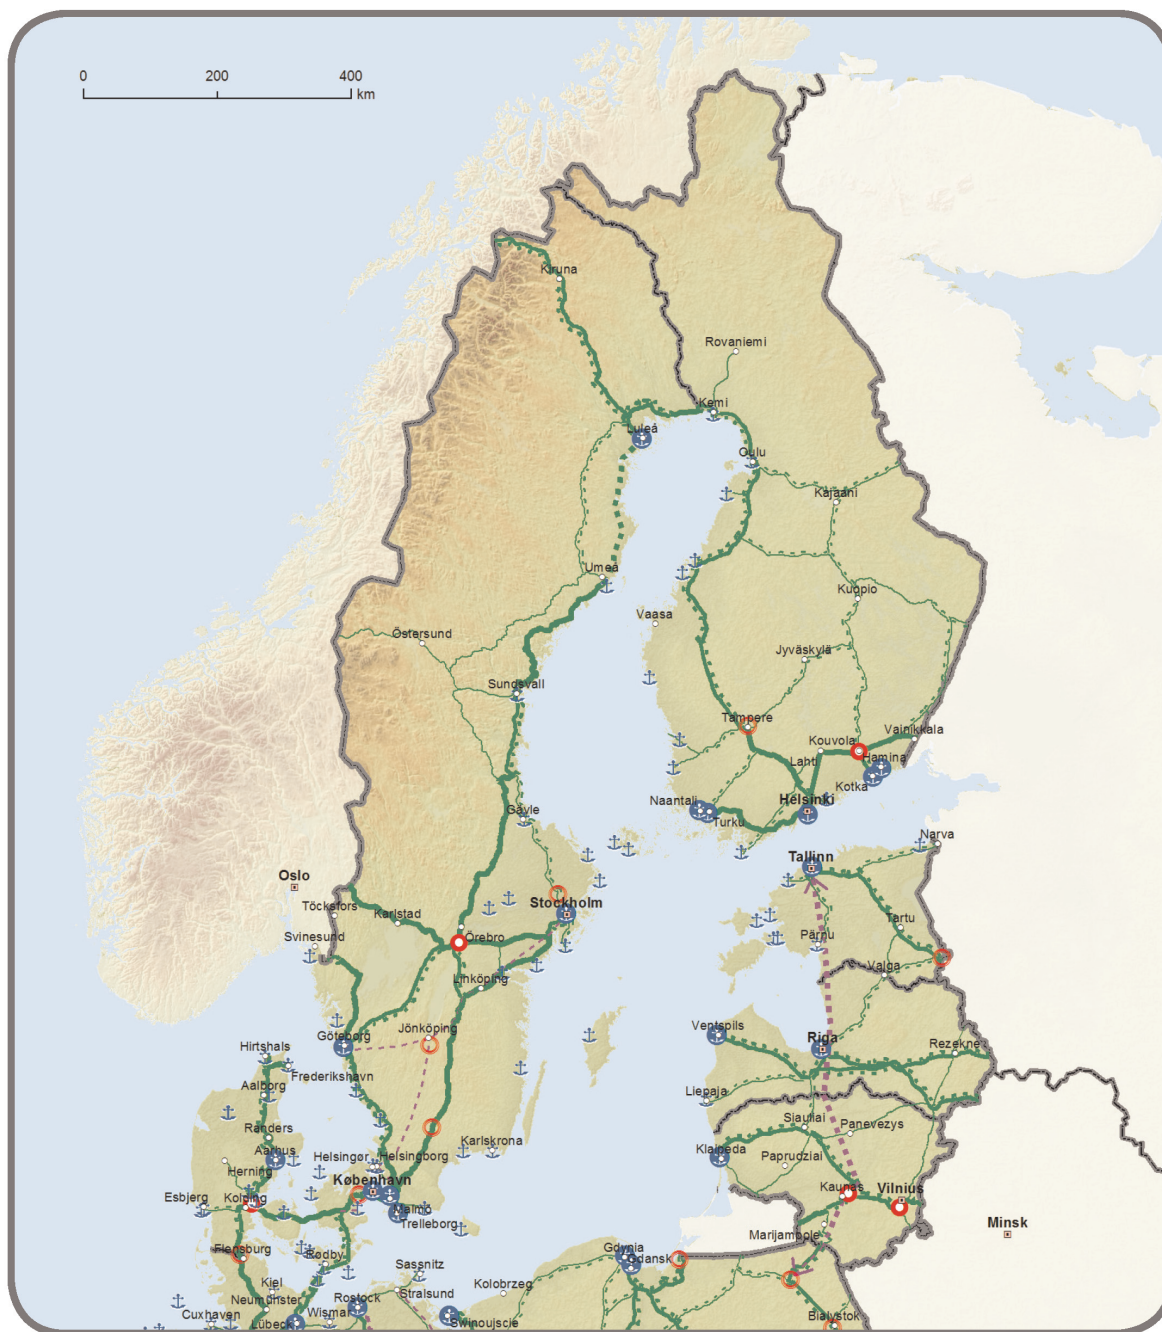 0 200 400
km
Kiruna
Rovaniemi
Kemi
Luleå
Oulu
Kajaani
Umeå
Kuopio
Vaasa
Östersund
Jyväskylä
Sundsvall
Tampere
Vainikkala
Kouvola
Lahti
Hamina
Kotka
Naantali
Helsinki
Gävle
Turku
Narva
Tallinn
Oslo
Stockholm
Töcksfors
Karlstad
Tartu
Svinesund
Örebro
Pärnu
Linköping
Valga
Ventspils
Göteborg
Jönköping
Riga
Hirtshals
Rezekne
Frederikshavn
Aalborg
Liepaja
Siauliai
Panevezys
Randers
Karlskrona
Aarhus
Helsingør
Helsingborg
Klaipeda
Paprudziai
Herning
København
Kaunas
Vilnius
Esbjerg
Kolding
Malmö
Trelleborg
Minsk
Marijampole
Flensburg
Gdynia
Rødby
Gdansk
Sassnitz
Kiel
Kolobrzeg
Stralsund
Neumünster
Rostock
Cuxhaven
Wismar
Bialystok
Lübeck
Swinoujscie